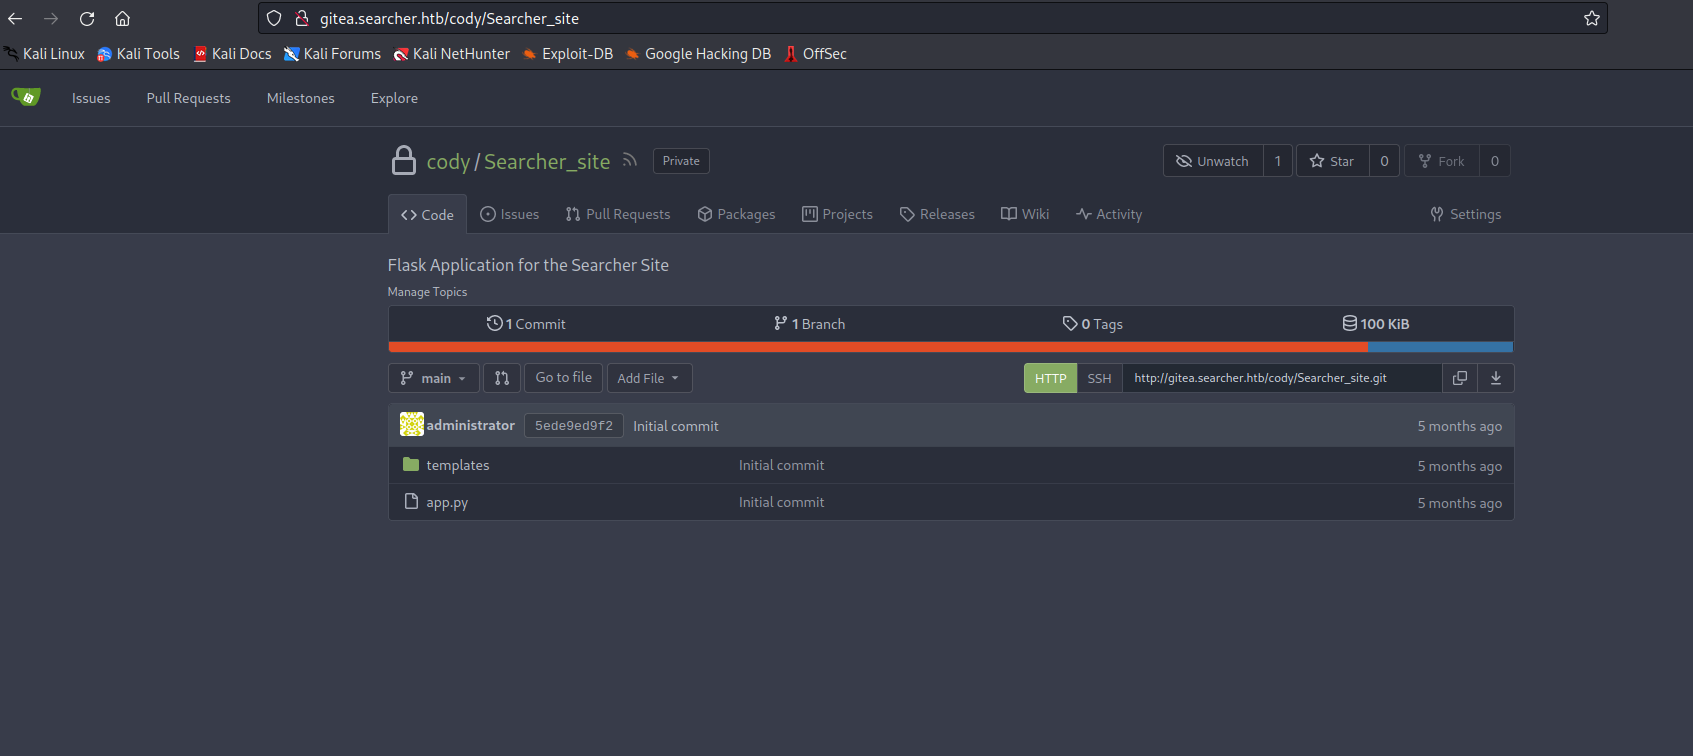 gitea.searcher.htb/cody/Searcher_site
Kali Linux Kali Tools Kali Docs Kali Forums Kali NetHunter Exploit-DB Google Hacking DB OffSec
Issues Pull Requests Milestones Explore
cody/Searcher_site Private Unwatch 1 Star 0 Fork 0
Code Issues Pull Requests Packages Projects Releases Wiki Activity Settings
Flask Application for the Searcher Site
Manage Topics
1 Commit 1 Branch 0 Tags 100 KiB
main Go to file Add File HTTP SSH http://gitea.searcher.htb/cody/Searcher_site.git
administrator 5ede9ed9f2 Initial commit 5 months ago
templates Initial commit 5 months ago
app.py Initial commit 5 months ago